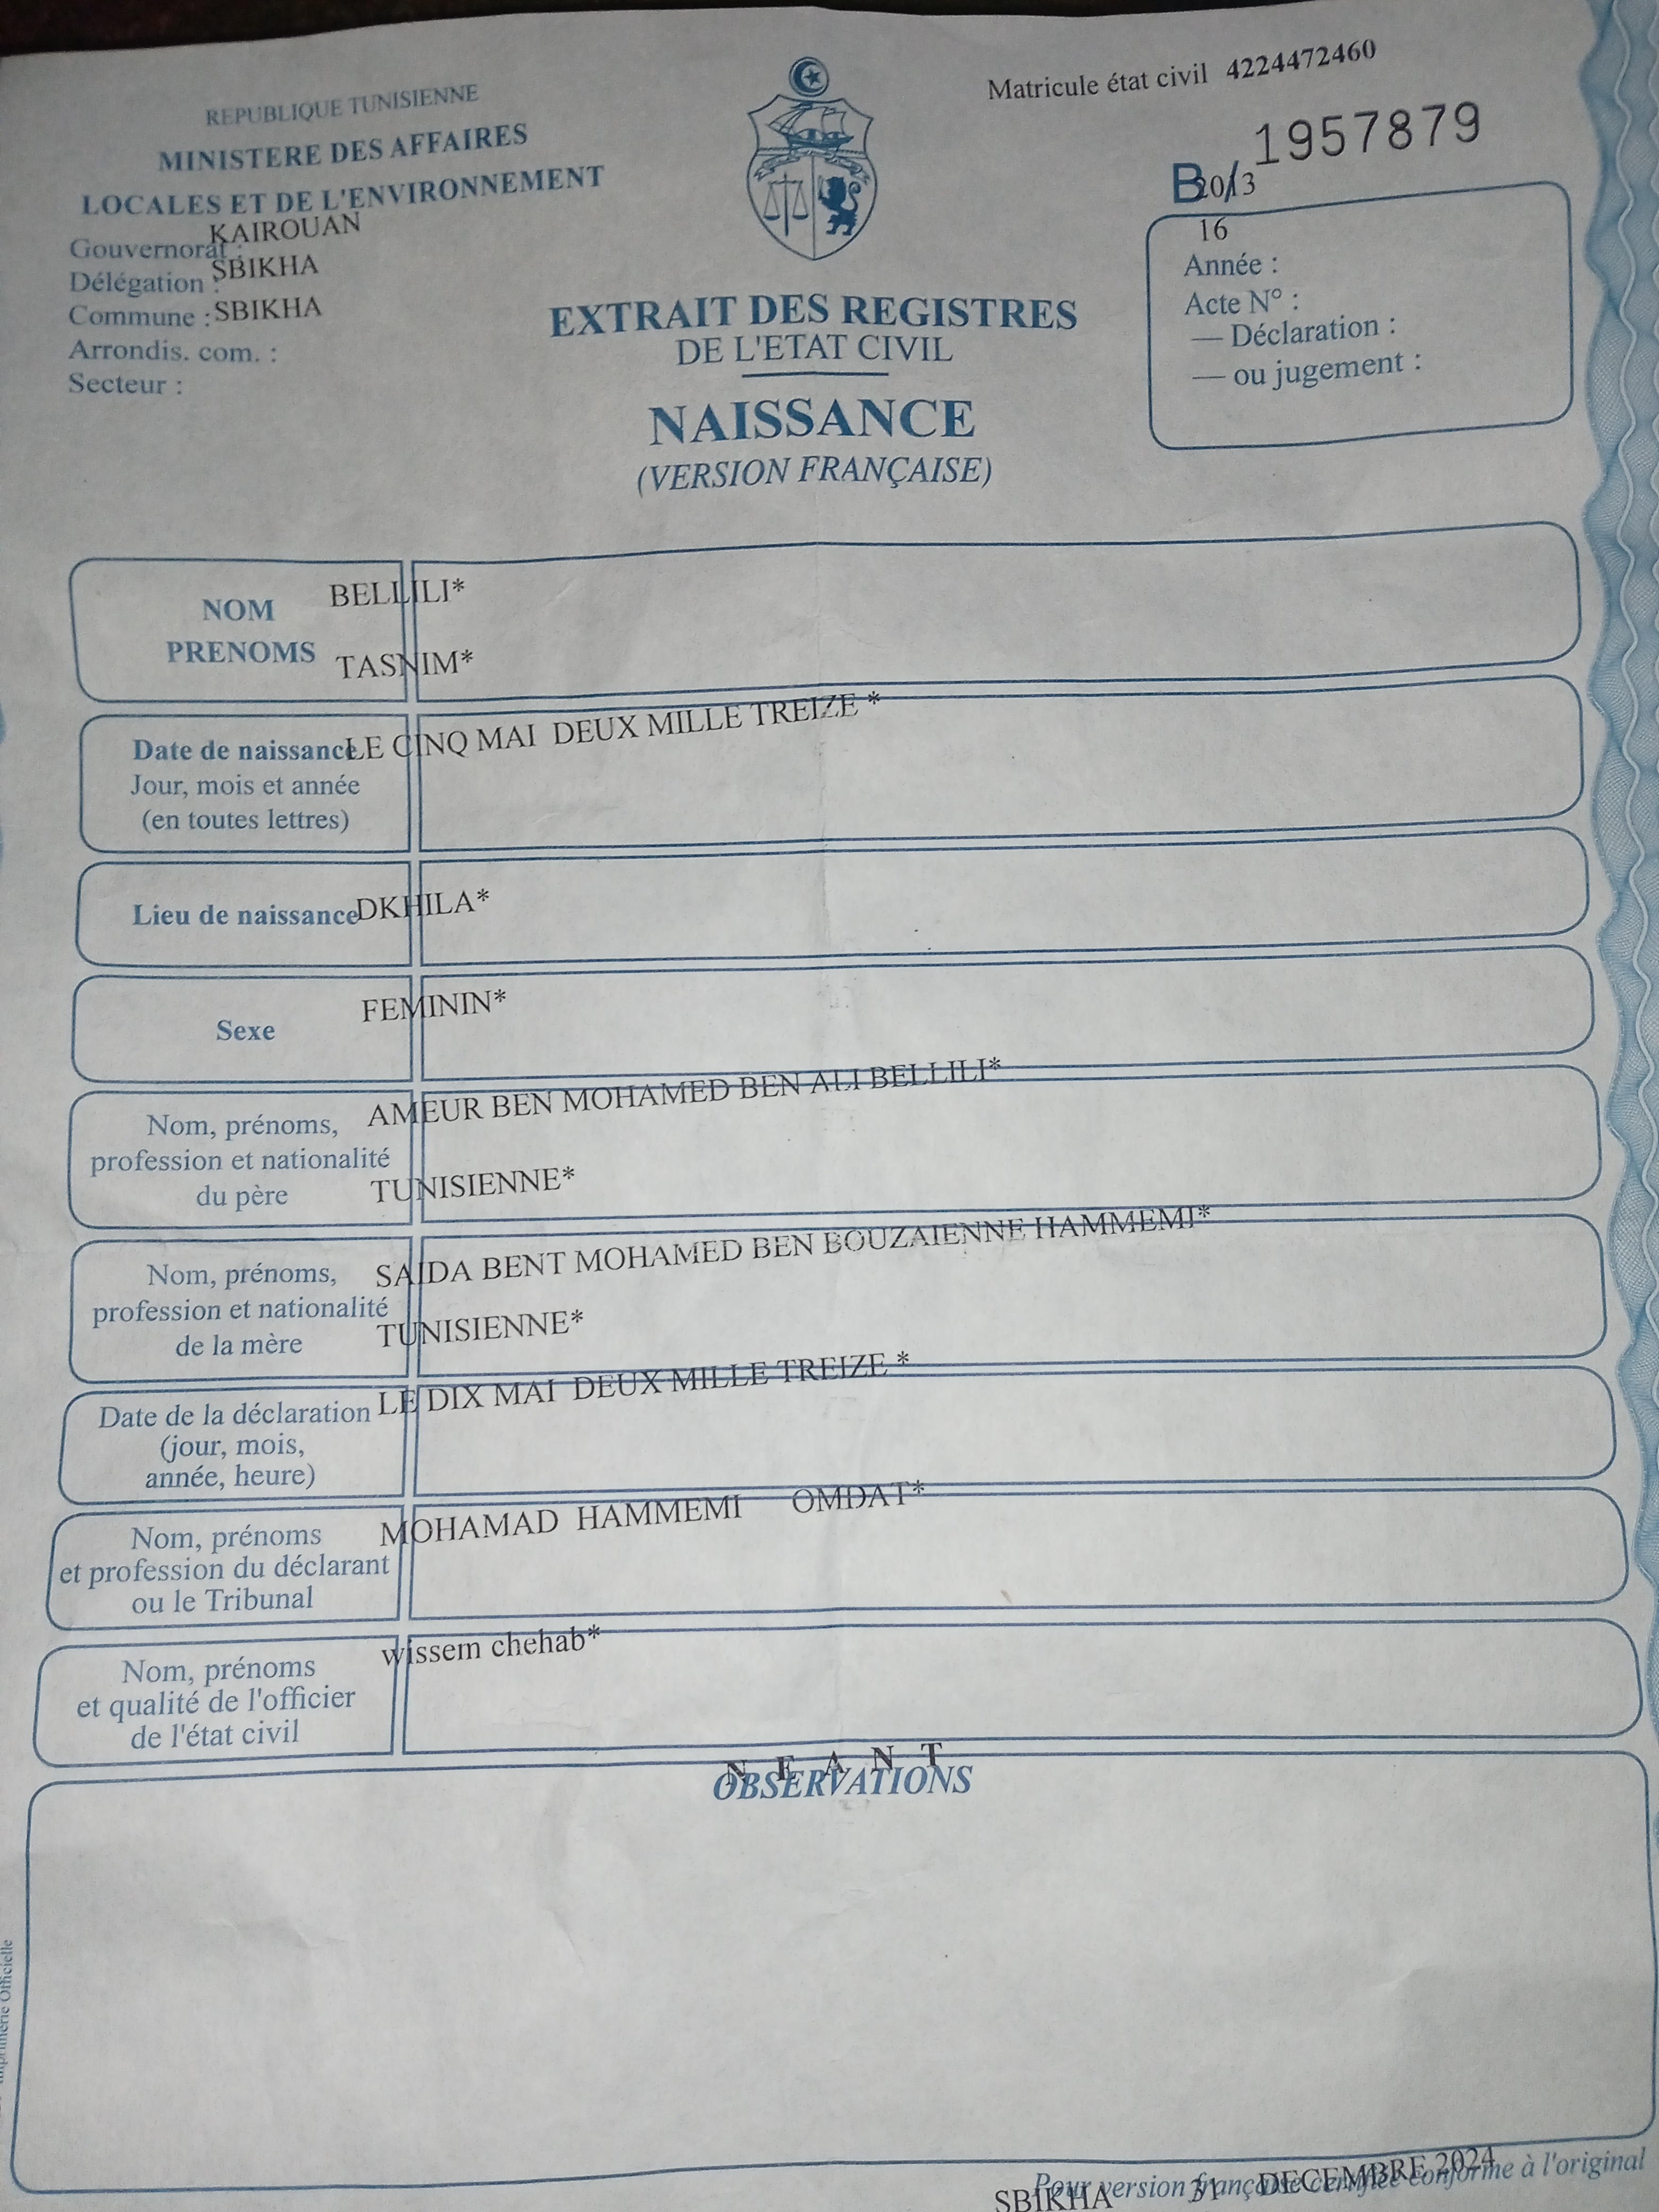 REPUBLIQUE TUNISIENNE
MINISTERE DES AFFAIRES
LOCALES ET DE L'ENVIRONNEMENT
Gouvernorat : KAIROUAN
Délégation : SBIKHA
Commune : SBIKHA
Arrondis. com. :
Secteur :
Matricule état civil 4224472460
1957879
B/
2013
16
Année :
Acte N° :
— Déclaration :
— ou jugement :
EXTRAIT DES REGISTRES
DE L'ETAT CIVIL
NAISSANCE
(VERSION FRANÇAISE)
NOM BELLILI*
PRENOMS TASNIM*
Date de naissance LE CINQ MAI DEUX MILLE TREIZE *
Jour, mois et année
(en toutes lettres)
Lieu de naissance DKHILA*
Sexe FEMININ*
Nom, prénoms, AMEUR BEN MOHAMED BEN ALI BELLILI*
profession et nationalité
du père TUNISIENNE*
Nom, prénoms, SAIDA BENT MOHAMED BEN BOUZAIENNE HAMMEMI*
profession et nationalité
de la mère TUNISIENNE*
Date de la déclaration LE DIX MAI DEUX MILLE TREIZE *
(jour, mois,
année, heure)
Nom, prénoms MOHAMAD HAMMEMI OMDAT*
et profession du déclarant
ou le Tribunal
Nom, prénoms wissem chehab*
et qualité de l'officier
de l'état civil
N E A N T
OBSERVATIONS
Imprimerie Officielle
Pour version française certifiée conforme à l'original
SBIKHA 31 DECEMBRE 2024